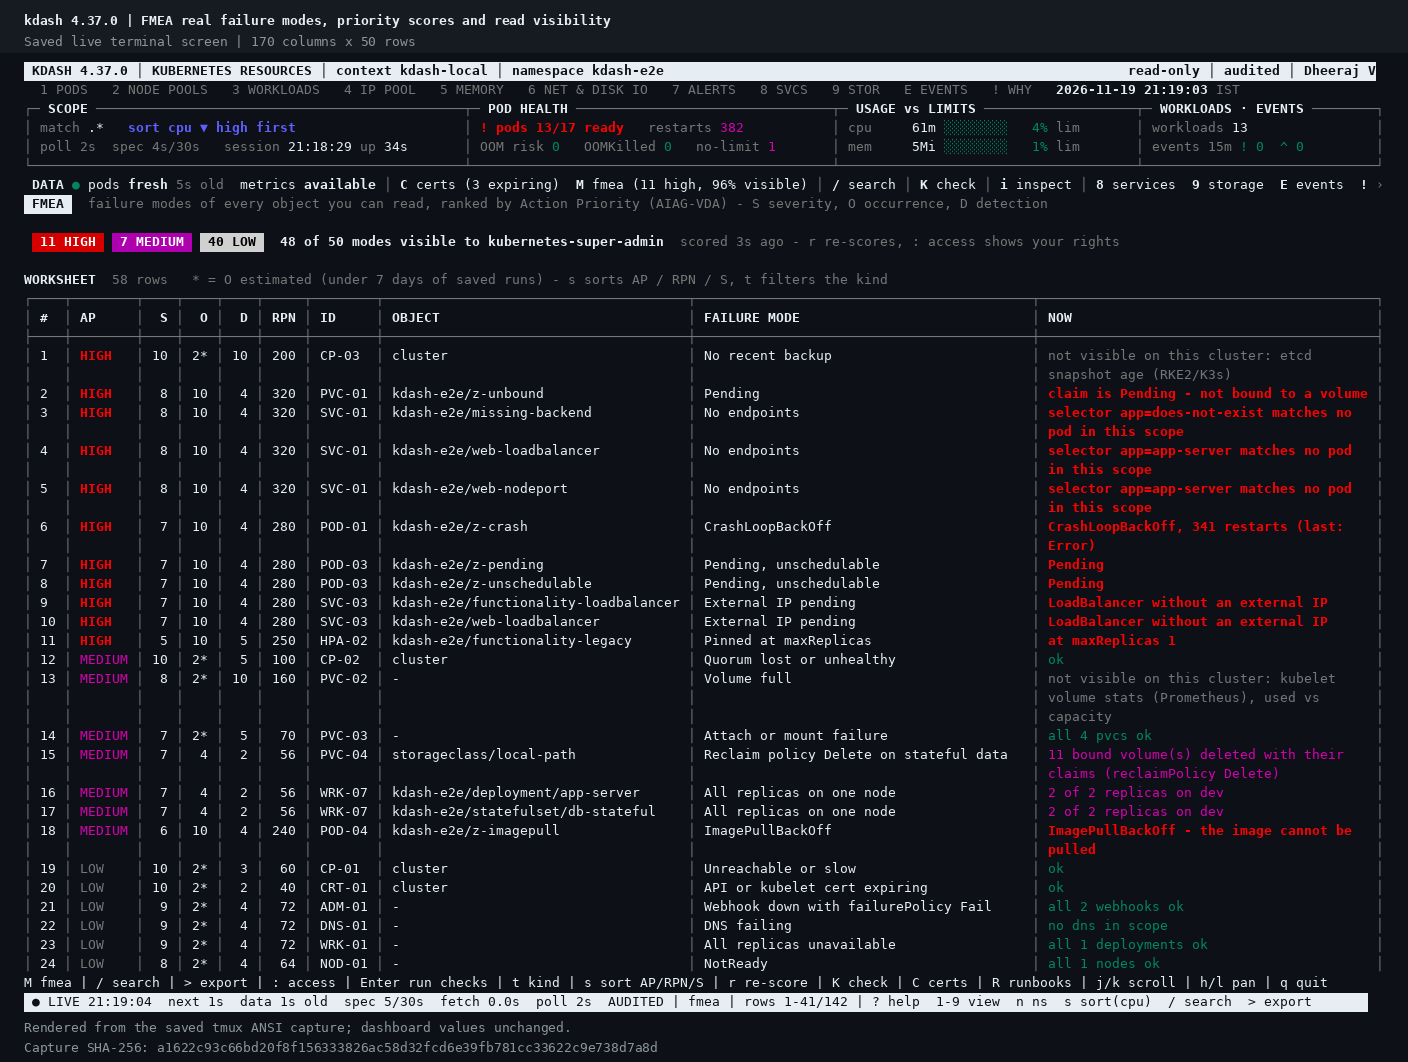 kdash 4.37.0 | FMEA real failure modes, priority scores and read visibility
Saved live terminal screen | 170 columns x 50 rows
KDASH 4.37.0 │ KUBERNETES RESOURCES │ context kdash-local │ namespace kdash-e2e read-only │ audited │ Dheeraj V
1 PODS 2 NODE POOLS 3 WORKLOADS 4 IP POOL 5 MEMORY 6 NET & DISK IO 7 ALERTS 8 SVCS 9 STOR E EVENTS ! WHY 2026-11-19 21:19:03 IST
SCOPE POD HEALTH USAGE vs LIMITS WORKLOADS · EVENTS
match .* sort cpu ▼ high first │ ! pods 13/17 ready restarts 382 │ cpu 61m ░░░░░░░░ 4% lim │ workloads 13
poll 2s spec 4s/30s session 21:18:29 up 34s │ OOM risk 0 OOMKilled 0 no-limit 1 │ mem 5Mi ░░░░░░░░ 1% lim │ events 15m ! 0 ^ 0
DATA ● pods fresh 5s old metrics available │ C certs (3 expiring) M fmea (11 high, 96% visible) │ / search │ K check │ i inspect │ 8 services 9 storage E events ! ›
FMEA failure modes of every object you can read, ranked by Action Priority (AIAG-VDA) - S severity, O occurrence, D detection
11 HIGH 7 MEDIUM 40 LOW 48 of 50 modes visible to kubernetes-super-admin scored 3s ago - r re-scores, : access shows your rights
WORKSHEET 58 rows * = O estimated (under 7 days of saved runs) - s sorts AP / RPN / S, t filters the kind
# │ AP │ S │ O │ D │ RPN │ ID │ OBJECT │ FAILURE MODE │ NOW
1 │ HIGH │ 10 │ 2* │ 10 │ 200 │ CP-03 │ cluster │ No recent backup │ not visible on this cluster: etcd
snapshot age (RKE2/K3s)
2 │ HIGH │ 8 │ 10 │ 4 │ 320 │ PVC-01 │ kdash-e2e/z-unbound │ Pending │ claim is Pending - not bound to a volume
3 │ HIGH │ 8 │ 10 │ 4 │ 320 │ SVC-01 │ kdash-e2e/missing-backend │ No endpoints │ selector app=does-not-exist matches no
pod in this scope
4 │ HIGH │ 8 │ 10 │ 4 │ 320 │ SVC-01 │ kdash-e2e/web-loadbalancer │ No endpoints │ selector app=app-server matches no pod
in this scope
5 │ HIGH │ 8 │ 10 │ 4 │ 320 │ SVC-01 │ kdash-e2e/web-nodeport │ No endpoints │ selector app=app-server matches no pod
in this scope
6 │ HIGH │ 7 │ 10 │ 4 │ 280 │ POD-01 │ kdash-e2e/z-crash │ CrashLoopBackOff │ CrashLoopBackOff, 341 restarts (last:
Error)
7 │ HIGH │ 7 │ 10 │ 4 │ 280 │ POD-03 │ kdash-e2e/z-pending │ Pending, unschedulable │ Pending
8 │ HIGH │ 7 │ 10 │ 4 │ 280 │ POD-03 │ kdash-e2e/z-unschedulable │ Pending, unschedulable │ Pending
9 │ HIGH │ 7 │ 10 │ 4 │ 280 │ SVC-03 │ kdash-e2e/functionality-loadbalancer │ External IP pending │ LoadBalancer without an external IP
10 │ HIGH │ 7 │ 10 │ 4 │ 280 │ SVC-03 │ kdash-e2e/web-loadbalancer │ External IP pending │ LoadBalancer without an external IP
11 │ HIGH │ 5 │ 10 │ 5 │ 250 │ HPA-02 │ kdash-e2e/functionality-legacy │ Pinned at maxReplicas │ at maxReplicas 1
12 │ MEDIUM │ 10 │ 2* │ 5 │ 100 │ CP-02 │ cluster │ Quorum lost or unhealthy │ ok
13 │ MEDIUM │ 8 │ 2* │ 10 │ 160 │ PVC-02 │ - │ Volume full │ not visible on this cluster: kubelet
volume stats (Prometheus), used vs
capacity
14 │ MEDIUM │ 7 │ 2* │ 5 │ 70 │ PVC-03 │ - │ Attach or mount failure │ all 4 pvcs ok
15 │ MEDIUM │ 7 │ 4 │ 2 │ 56 │ PVC-04 │ storageclass/local-path │ Reclaim policy Delete on stateful data │ 11 bound volume(s) deleted with their
claims (reclaimPolicy Delete)
16 │ MEDIUM │ 7 │ 4 │ 2 │ 56 │ WRK-07 │ kdash-e2e/deployment/app-server │ All replicas on one node │ 2 of 2 replicas on dev
17 │ MEDIUM │ 7 │ 4 │ 2 │ 56 │ WRK-07 │ kdash-e2e/statefulset/db-stateful │ All replicas on one node │ 2 of 2 replicas on dev
18 │ MEDIUM │ 6 │ 10 │ 4 │ 240 │ POD-04 │ kdash-e2e/z-imagepull │ ImagePullBackOff │ ImagePullBackOff - the image cannot be
pulled
19 │ LOW │ 10 │ 2* │ 3 │ 60 │ CP-01 │ cluster │ Unreachable or slow │ ok
20 │ LOW │ 10 │ 2* │ 2 │ 40 │ CRT-01 │ cluster │ API or kubelet cert expiring │ ok
21 │ LOW │ 9 │ 2* │ 4 │ 72 │ ADM-01 │ - │ Webhook down with failurePolicy Fail │ all 2 webhooks ok
22 │ LOW │ 9 │ 2* │ 4 │ 72 │ DNS-01 │ - │ DNS failing │ no dns in scope
23 │ LOW │ 9 │ 2* │ 4 │ 72 │ WRK-01 │ - │ All replicas unavailable │ all 1 deployments ok
24 │ LOW │ 8 │ 2* │ 4 │ 64 │ NOD-01 │ - │ NotReady │ all 1 nodes ok
M fmea | / search | > export | : access | Enter run checks | t kind | s sort AP/RPN/S | r re-score | K check | C certs | R runbooks | j/k scroll | h/l pan | q quit
● LIVE 21:19:04 next 1s data 1s old spec 5/30s fetch 0.0s poll 2s AUDITED | fmea | rows 1-41/142 | ? help 1-9 view n ns s sort(cpu) / search > export
Rendered from the saved tmux ANSI capture; dashboard values unchanged.
Capture SHA-256: a1622c93c66bd20f8f156333826ac58d32fcd6e39fb781cc33622c9e738d7a8d